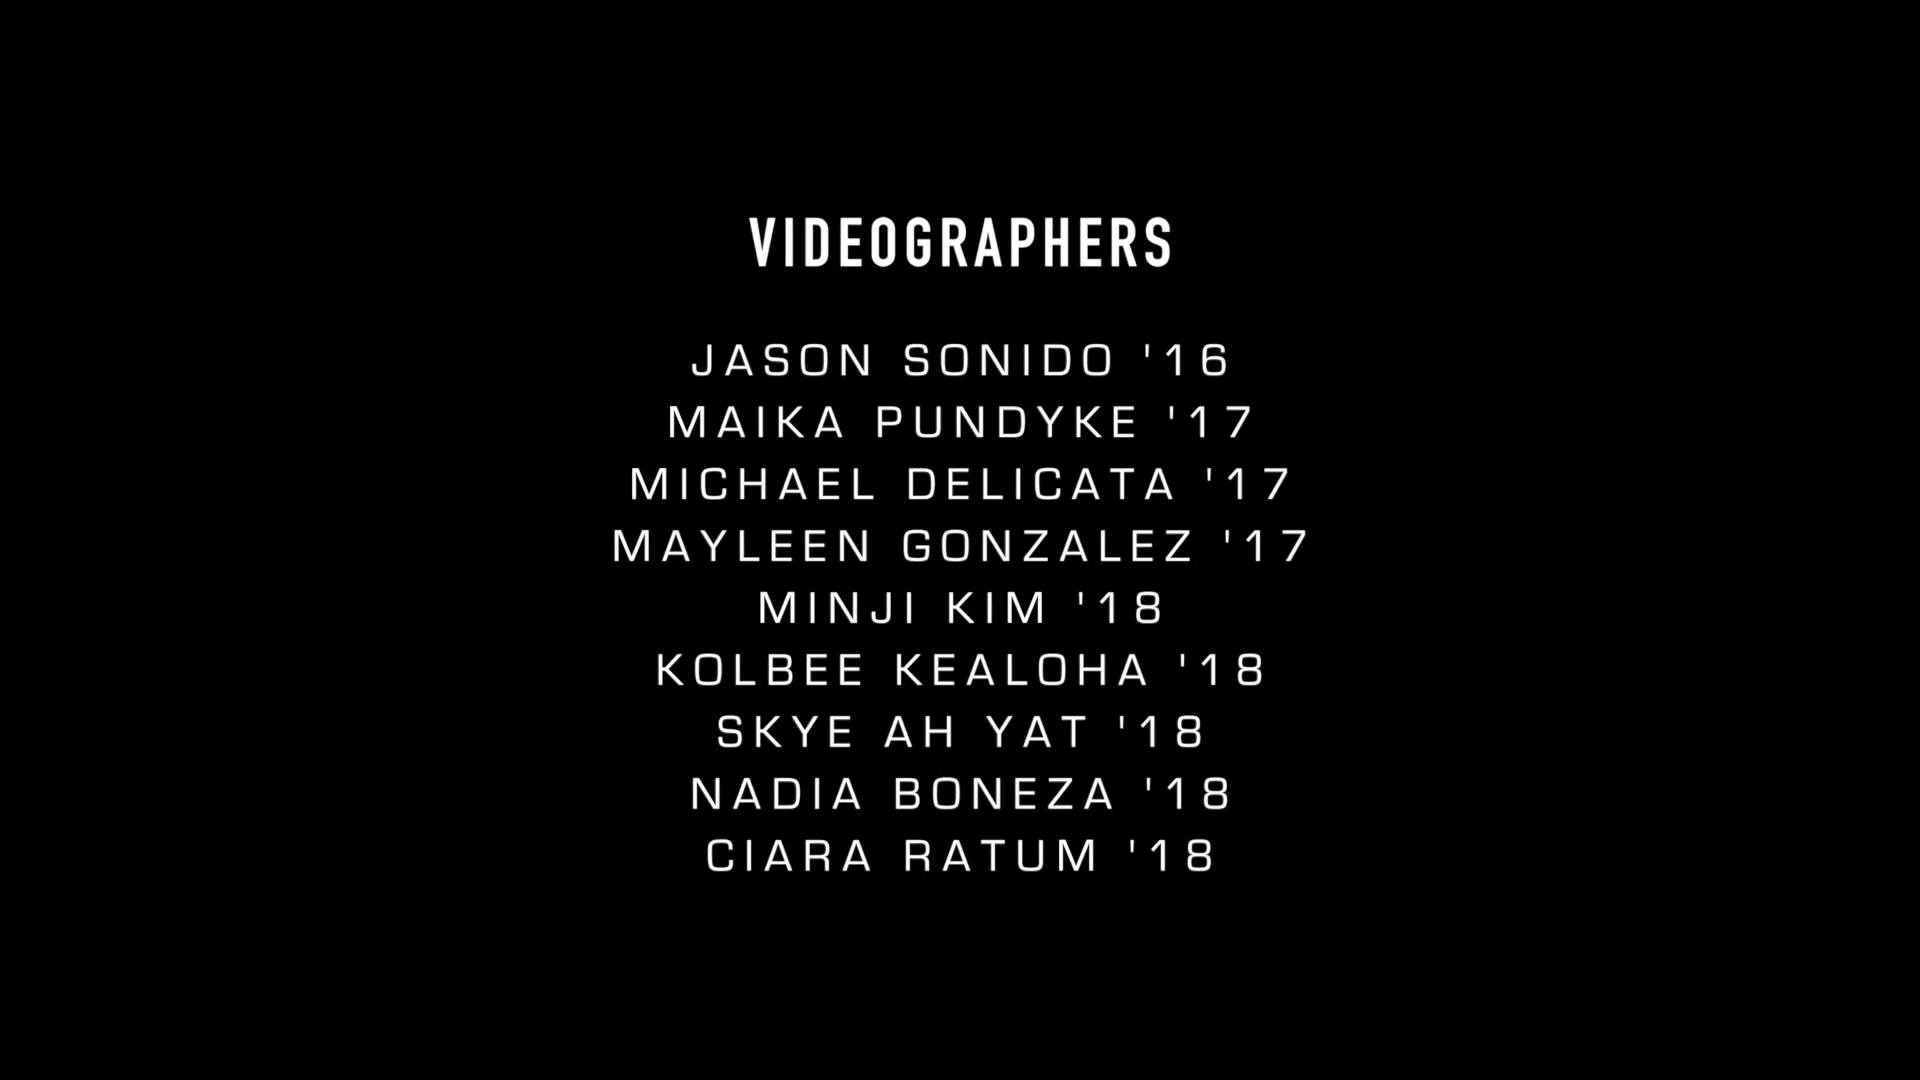 VIDEOGRAPHERS
JASON SONIDO '16
MAIKA PUNDYKE '17
MICHAEL DELICATA '17
MAYLEEN GONZALEZ '17
MINJI KIM '18
KOLBEE KEALOHA '18
SKYE AH YAT '18
NADIA BONEZA '18
CIARA RATUM '18